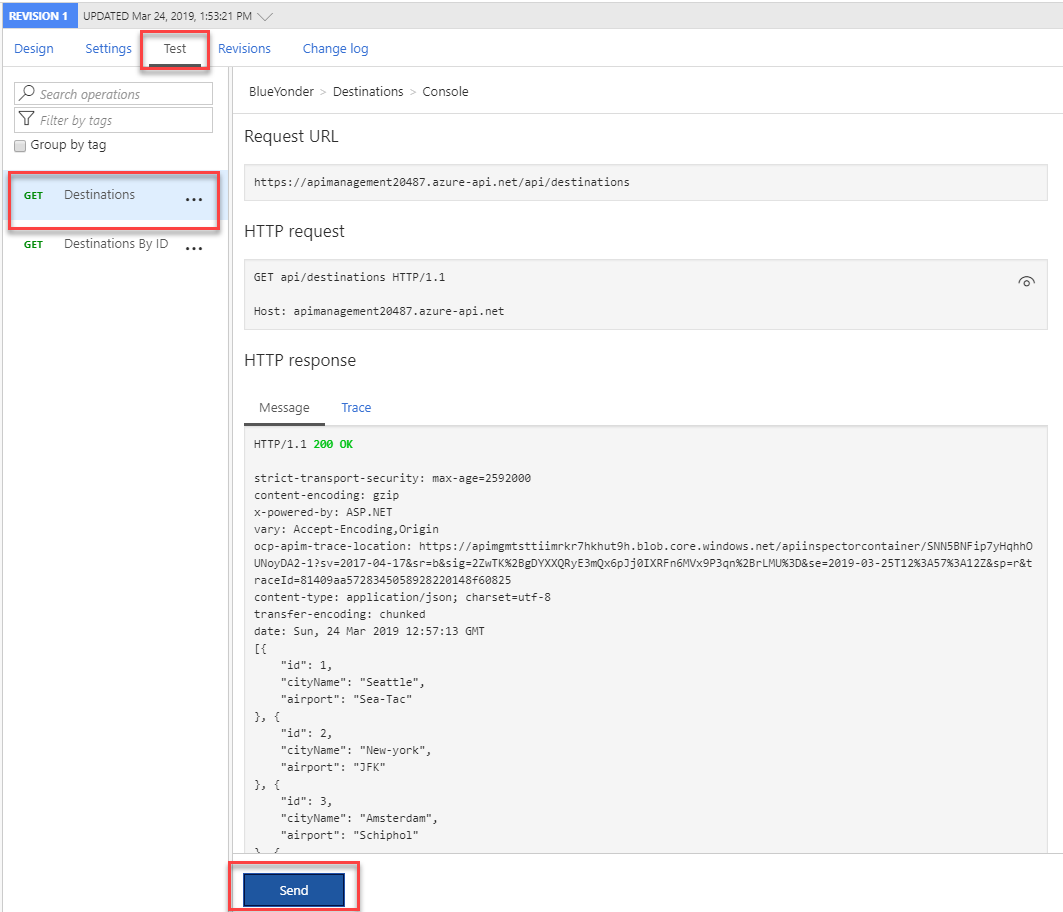 REVISION 1 UPDATED Mar 24, 2019, 1:53:21 PM
Design Settings Test Revisions Change log
Search operations
Filter by tags
Group by tag
GET Destinations ...
GET Destinations By ID ...
BlueYonder > Destinations > Console
Request URL
https://apimanagement20487.azure-api.net/api/destinations
HTTP request
GET api/destinations HTTP/1.1
Host: apimanagement20487.azure-api.net
HTTP response
Message Trace
HTTP/1.1 200 OK
strict-transport-security: max-age=2592000
content-encoding: gzip
x-powered-by: ASP.NET
vary: Accept-Encoding,Origin
ocp-apim-trace-location: https://apimgmtsttiimrkr7hkhut9h.blob.core.windows.net/apiinspectorcontainer/SNN5BNFip7yHqhhO
UNoyDA2-1?sv=2017-04-17&sr=b&sig=2ZwTK%2BgDYXXQRyE3mQx6pJj0IXRFn6MVx9P3qn%2BrLMU%3D&se=2019-03-25T12%3A57%3A12Z&sp=r&t
raceId=81409aa5728345058928220148f60825
content-type: application/json; charset=utf-8
transfer-encoding: chunked
date: Sun, 24 Mar 2019 12:57:13 GMT
[{
"id": 1,
"cityName": "Seattle",
"airport": "Sea-Tac"
}, {
"id": 2,
"cityName": "New-york",
"airport": "JFK"
}, {
"id": 3,
"cityName": "Amsterdam",
"airport": "Schiphol"
}, {
Send